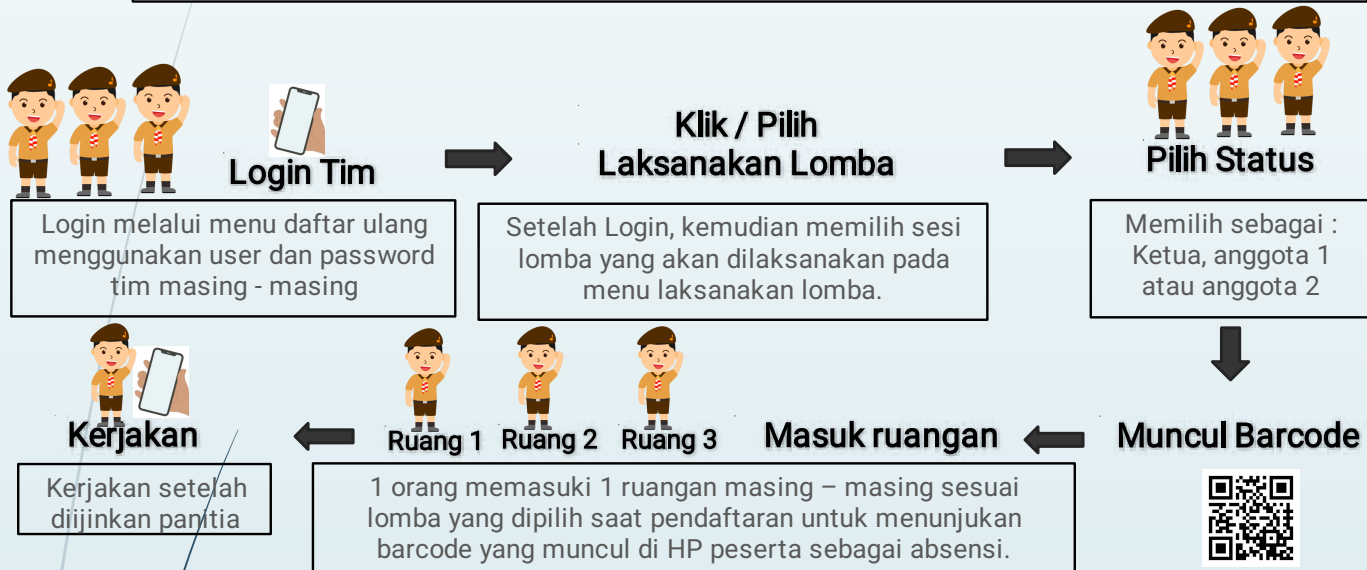 Login Tim
Klik / Pilih
Laksanakan Lomba
Pilih Status
Login melalui menu daftar ulang
menggunakan user dan password
tim masing - masing
Setelah Login, kemudian memilih sesi
lomba yang akan dilaksanakan pada
menu laksanakan lomba.
Memilih sebagai :
Ketua, anggota 1
atau anggota 2
Muncul Barcode
Masuk ruangan
Ruang 1 Ruang 2 Ruang 3
1 orang memasuki 1 ruangan masing – masing sesuai
lomba yang dipilih saat pendaftaran untuk menunjukan
barcode yang muncul di HP peserta sebagai absensi.
Kerjakan
Kerjakan setelah
diijinkan panitia